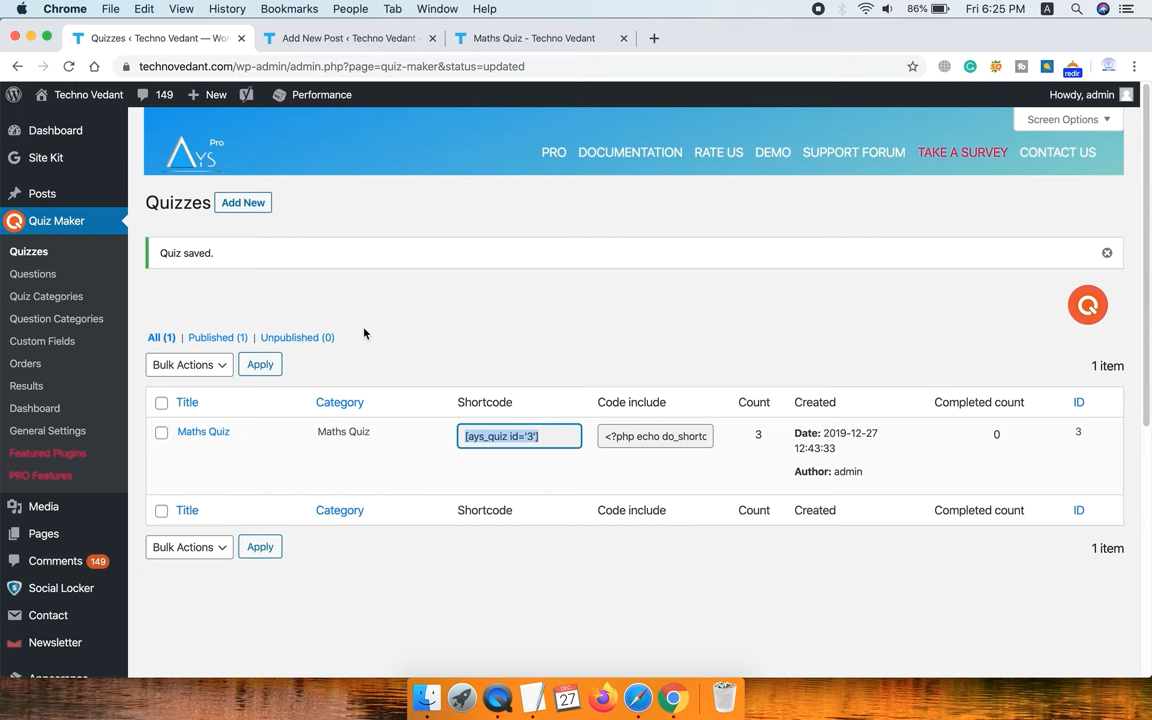 Chrome File Edit View History Bookmarks People Tab Window Help 86% Fri 6:25 PM A
Quizzes ‹ Techno Vedant — Wor Add New Post ‹ Techno Vedant Maths Quiz - Techno Vedant
technovedant.com/wp-admin/admin.php?page=quiz-maker&status=updated
redir
Techno Vedant 149 New Performance Howdy, admin
Screen Options
AYS Pro
PRO DOCUMENTATION RATE US DEMO SUPPORT FORUM TAKE A SURVEY CONTACT US
Dashboard
Site Kit
Posts
Quiz Maker
Quizzes
Questions
Quiz Categories
Question Categories
Custom Fields
Orders
Results
Dashboard
General Settings
Featured Plugins
PRO Features
Media
Pages
Comments 149
Social Locker
Contact
Newsletter
Quizzes Add New
Quiz saved.
All (1) | Published (1) | Unpublished (0)
Bulk Actions Apply 1 item
Title Category Shortcode Code include Count Created Completed count ID
Maths Quiz Maths Quiz [ays_quiz id='3'] <?php echo do_shortc 3 Date: 2019-12-27 0 3
12:43:33
Author: admin
Title Category Shortcode Code include Count Created Completed count ID
Bulk Actions Apply 1 item
DEC
27